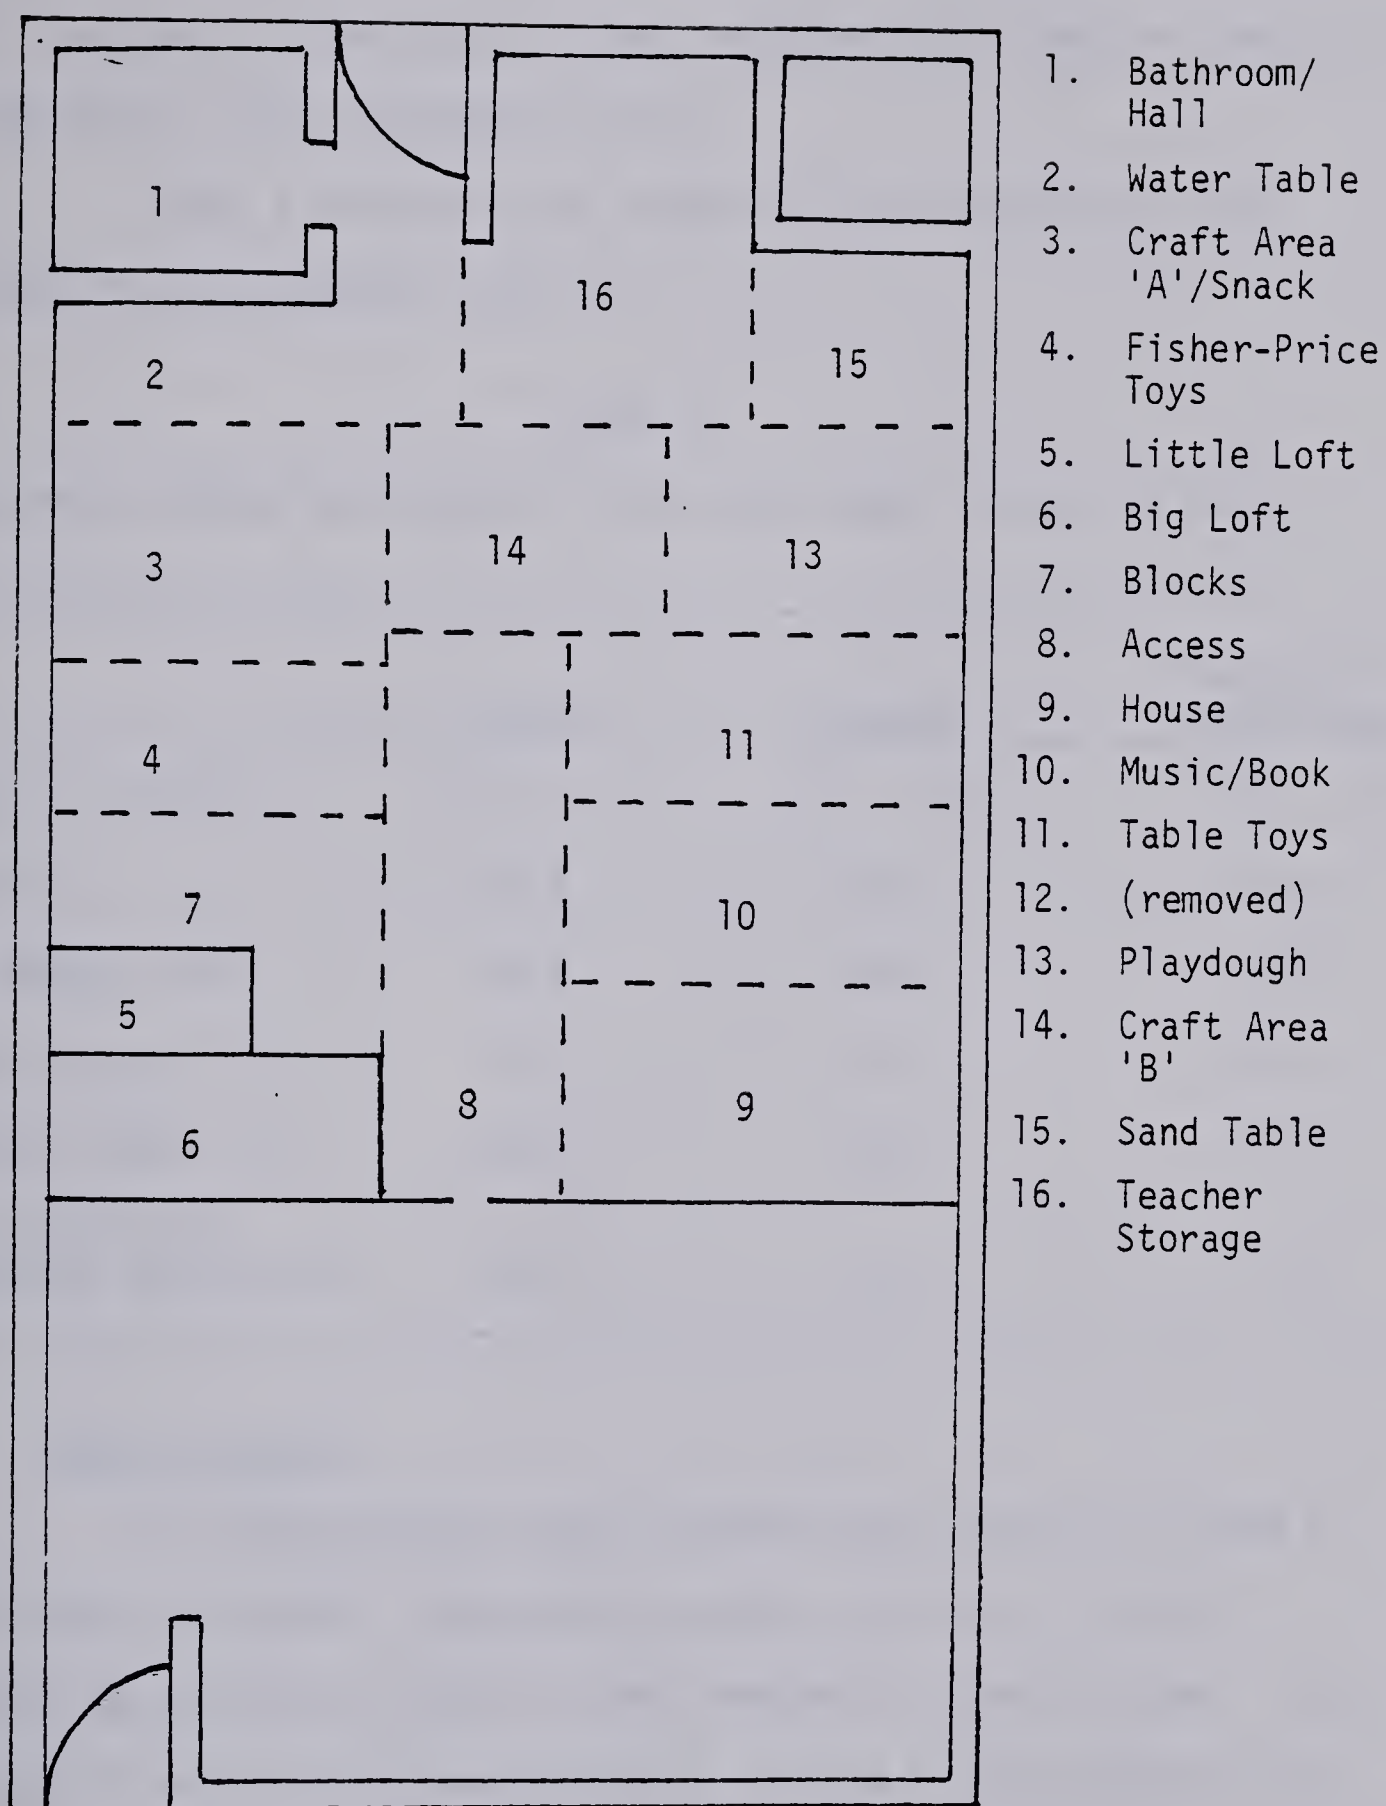 1
2
16
15
3
14
13
4
11
7
10
5
8
9
6
1. Bathroom/
Hall
2. Water Table
3. Craft Area
'A'/Snack
4. Fisher-Price
Toys
5. Little Loft
6. Big Loft
7. Blocks
8. Access
9. House
10. Music/Book
11. Table Toys
12. (removed)
13. Playdough
14. Craft Area
'B'
15. Sand Table
16. Teacher
Storage